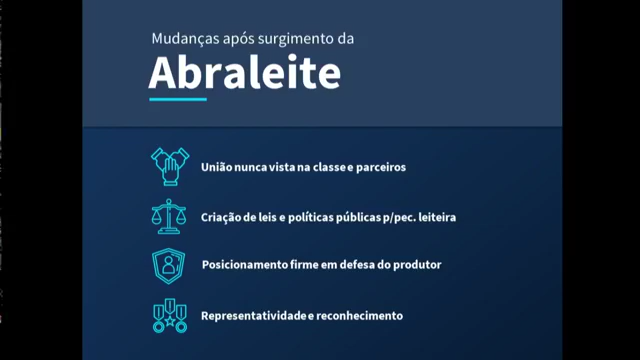 Mudanças após surgimento da
Abraleite
União nunca vista na classe e parceiros
Criação de leis e políticas públicas p/pec. leiteira
Posicionamento firme em defesa do produtor
Representatividade e reconhecimento